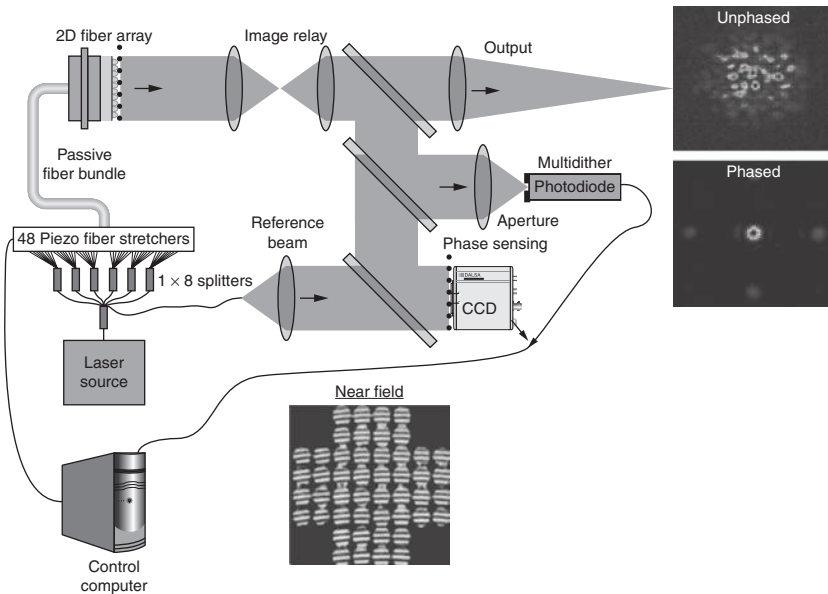 2D fiber array
Image relay
Output
Unphased
Passive
fiber bundle
Multidither
Photodiode
Phased
Aperture
Reference
beam
Phase sensing
48 Piezo fiber stretchers
1 × 8 splitters
DALSA
CCD
Laser
source
Near field
Control
computer